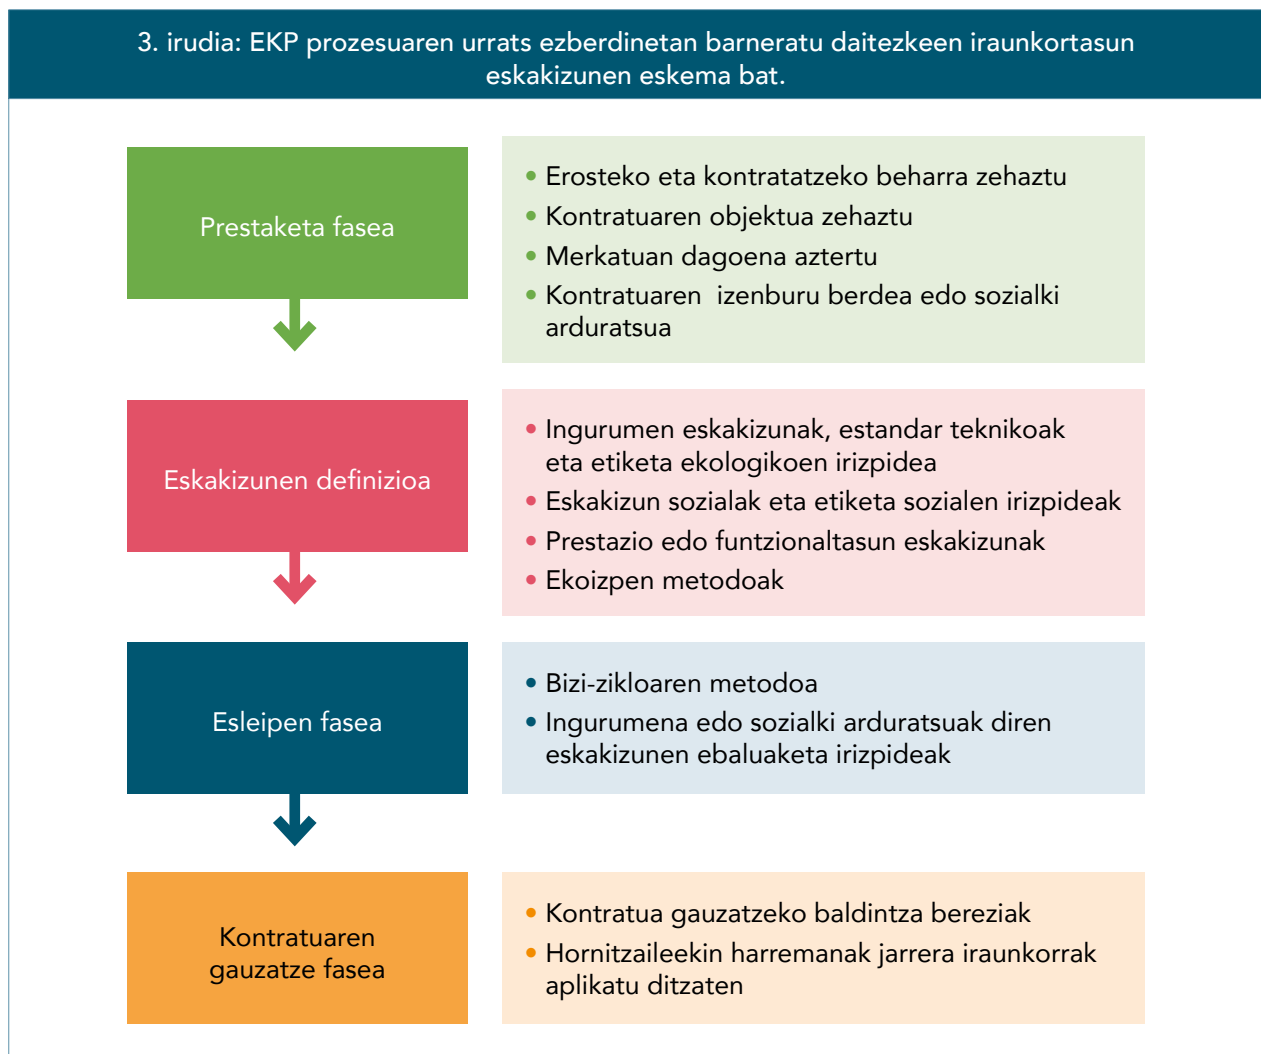 3. irudia: EKP prozesuaren urrats ezberdinetan barneratu daitezkeen iraunkortasun
eskakizunen eskema bat.
Prestaketa fasea
• Erosteko eta kontratatzeko beharra zehaztu
• Kontratuaren objektua zehaztu
• Merkatuan dagoena aztertu
• Kontratuaren izenburu berdea edo sozialki
arduratsua
Eskakizunen definizioa
• Ingurumen eskakizunak, estandar teknikoak
eta etiketa ekologikoen irizpidea
• Eskakizun sozialak eta etiketa sozialen irizpideak
• Prestazio edo funtzionaltasun eskakizunak
• Ekoizpen metodoak
Esleipen fasea
• Bizi-zikloaren metodoa
• Ingurumena edo sozialki arduratsuak diren
eskakizunen ebaluaketa irizpideak
Kontratuaren
gauzatze fasea
• Kontratua gauzatzeko baldintza bereziak
• Hornitzaileekin harremanak jarrera iraunkorrak
aplikatu ditzaten